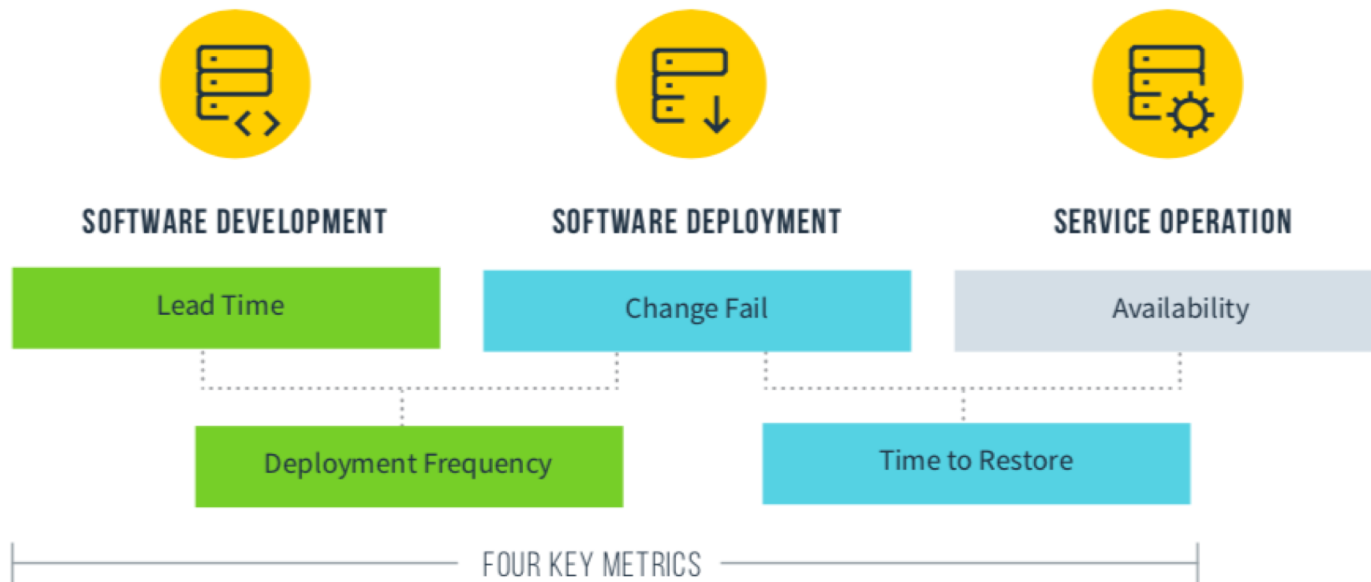 SOFTWARE DEVELOPMENT
SOFTWARE DEPLOYMENT
SERVICE OPERATION
Lead Time
Change Fail
Availability
Deployment Frequency
Time to Restore
FOUR KEY METRICS